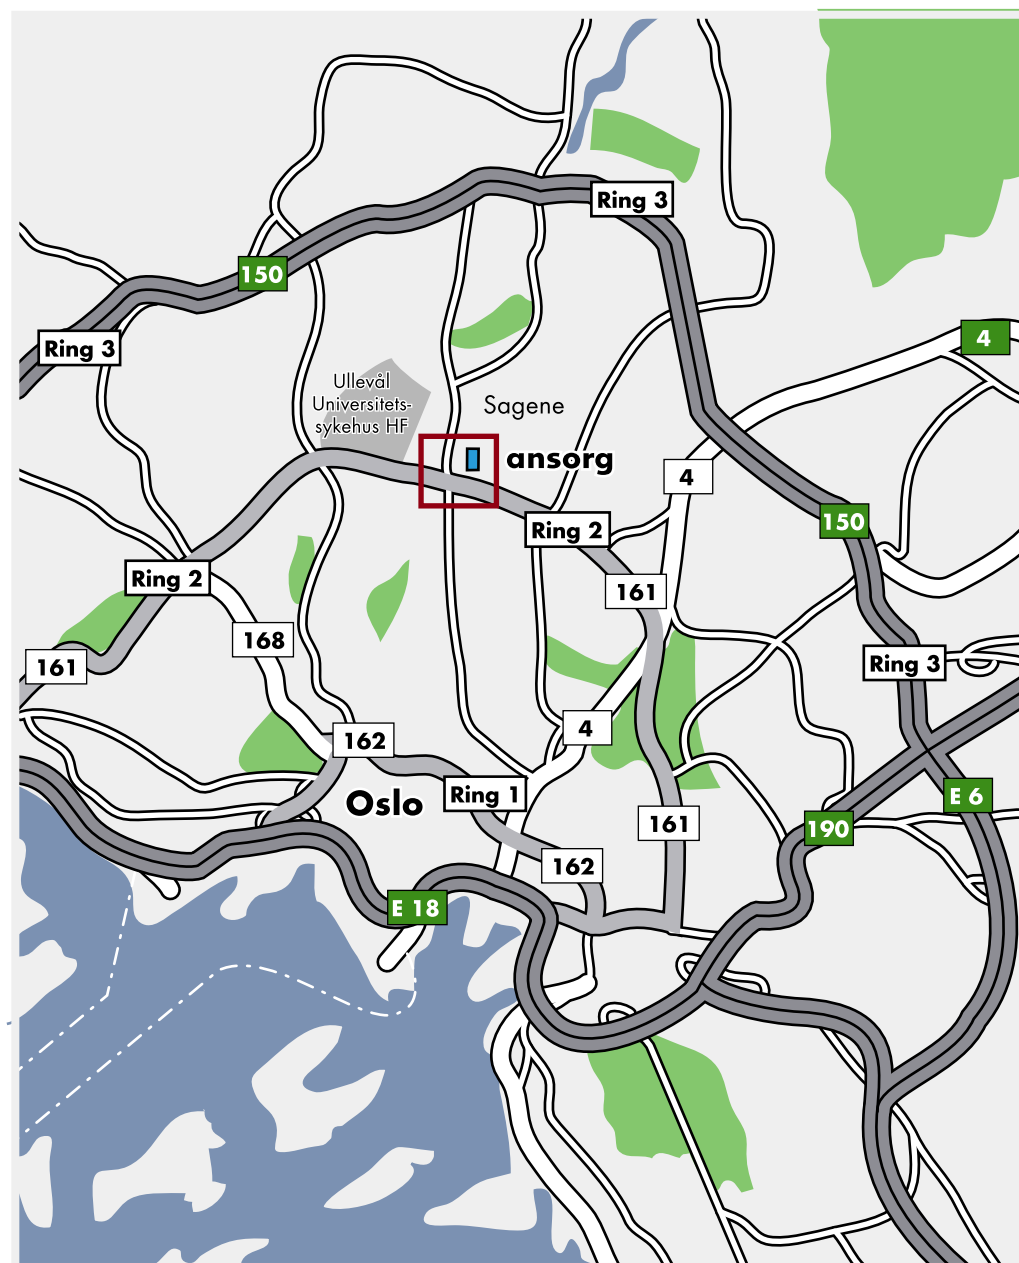 Ring 3
150
4
Ring 3
Ullevål
Universitets-
sykehus HF
Sagene
ansorg
4
150
Ring 2
Ring 2
161
168
161
Ring 3
4
162
Ring 1
E 6
Oslo
161
190
162
E 18